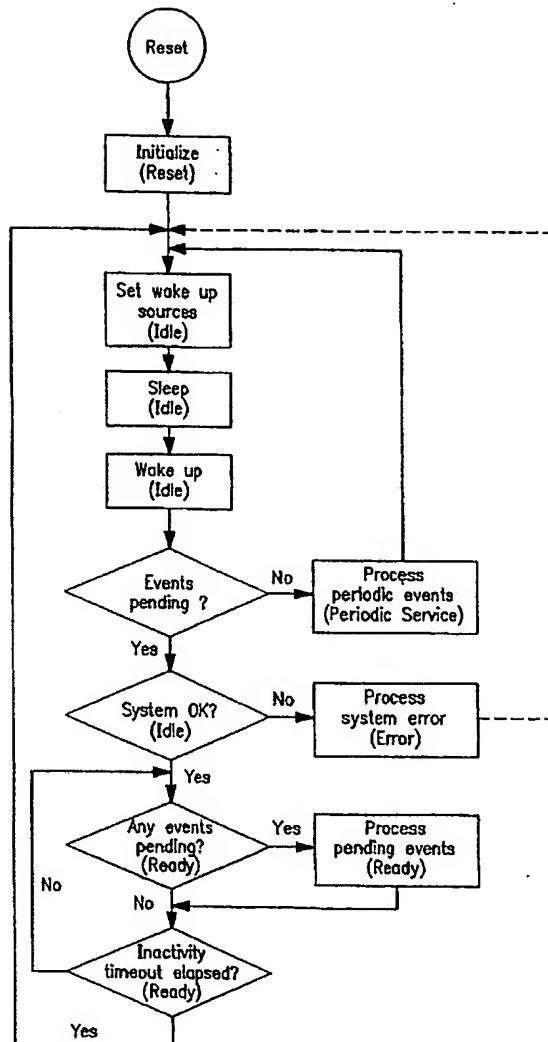 Reset
Initialize
(Reset)
Set wake up
sources
(Idle)
Sleep
(Idle)
Wake up
(Idle)
Events
pending ?
No
Process
periodic events
(Periodic Service)
Yes
System OK?
(Idle)
No
Process
system error
(Error)
Yes
Any events
pending?
(Ready)
Yes
Process
pending events
(Ready)
No
No
Inactivity
timeout elapsed?
(Ready)
Yes